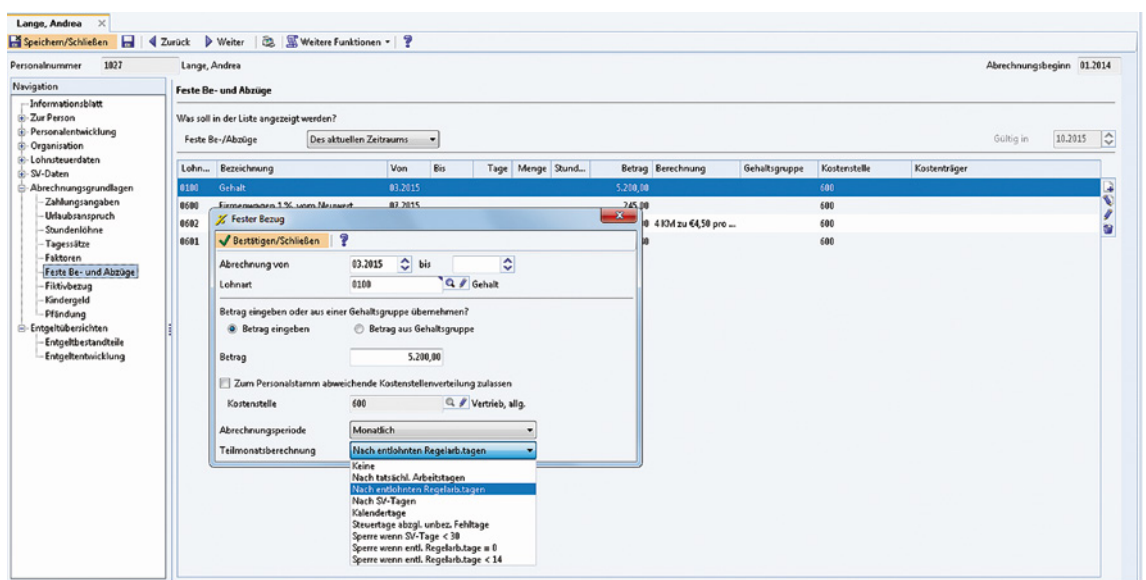 Lange, Andrea
Speichern/Schließen Zurück Weiter Weitere Funktionen
Personalnummer 1027 Lange, Andrea Abrechnungsbeginn 01.2014
Navigation
Informationsblatt
Zur Person
Personalentwicklung
Organisation
Lohnsteuerdaten
SV-Daten
Abrechnungsgrundlagen
Zahlungsangaben
Urlaubsanspruch
Stundenlöhne
Tagessätze
Faktoren
Feste Be- und Abzüge
Fiktivbezug
Kindergeld
Pfändung
Entgeltübersichten
Entgeltbestandteile
Entgeltentwicklung
Feste Be- und Abzüge
Was soll in der Liste angezeigt werden?
Feste Be-/Abzüge Des aktuellen Zeitraums Gültig in 10.2015
Lohn... Bezeichnung Von Bis Tage Menge Stund... Betrag Berechnung Gehaltsgruppe Kostenstelle Kostenträger
0100 Gehalt 03.2015 5.200,00 600
0600 Firmenwagen 1 % vom Neuwert 07.2015 245,00 600
0602 4 KM zu €4,50 pro ... 600
0601 600
Fester Bezug
Bestätigen/Schließen ?
Abrechnung von 03.2015 bis
Lohnart 0100 Gehalt
Betrag eingeben oder aus einer Gehaltsgruppe übernehmen?
Betrag eingeben Betrag aus Gehaltsgruppe
Betrag 5.200,00
Zum Personalstamm abweichende Kostenstellenverteilung zulassen
Kostenstelle 600 Vertrieb, allg.
Abrechnungsperiode Monatlich
Teilmonatsberechnung Nach entlohnten Regelarb.tagen
Keine
Nach tatsächl. Arbeitstagen
Nach entlohnten Regelarb.tagen
Nach SV-Tagen
Kalendertage
Steuertage abzgl. unbez. Fehltage
Sperre wenn SV-Tage < 30
Sperre wenn entl. Regelarb.tage = 0
Sperre wenn entl. Regelarb.tage < 14